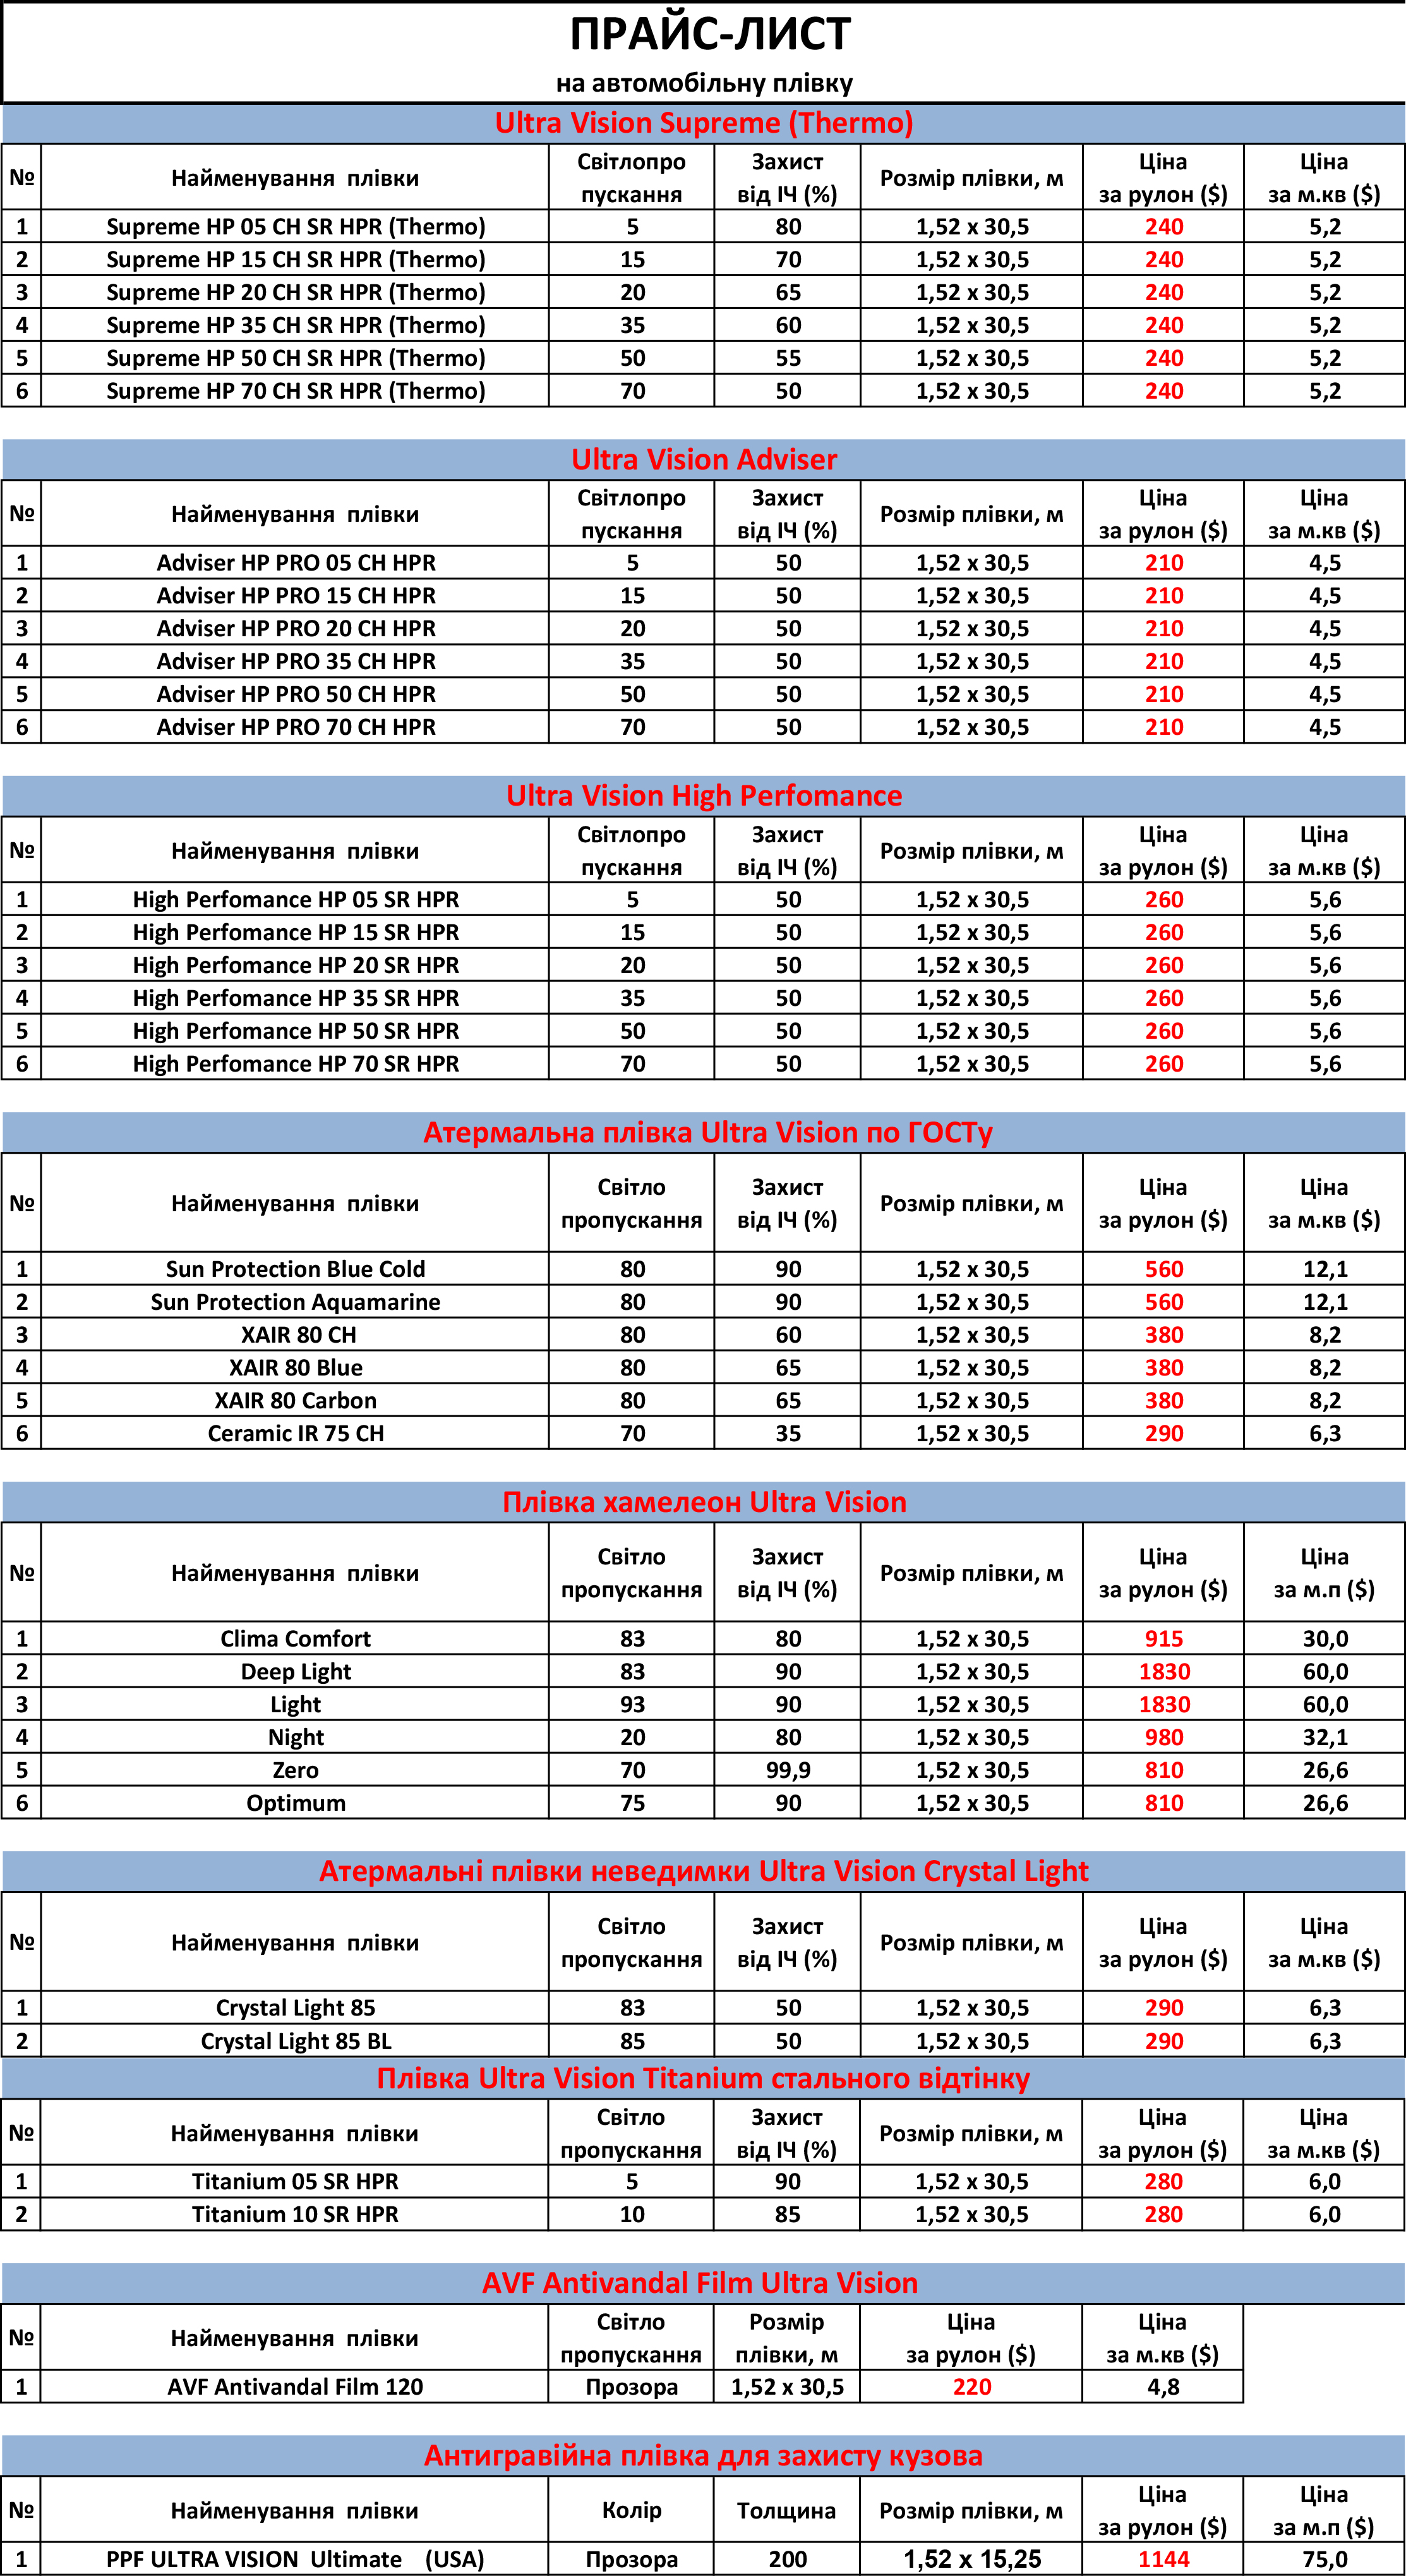 ПРАЙС-ЛИСТ
на автомобільну плівку
Ultra Vision Supreme (Thermo)
№ Найменування плівки Світлопро пускання Захист від ІЧ (%) Розмір плівки, м Ціна за рулон ($) Ціна за м.кв ($)
1 Supreme HP 05 CH SR HPR (Thermo) 5 80 1,52 x 30,5 240 5,2
2 Supreme HP 15 CH SR HPR (Thermo) 15 70 1,52 x 30,5 240 5,2
3 Supreme HP 20 CH SR HPR (Thermo) 20 65 1,52 x 30,5 240 5,2
4 Supreme HP 35 CH SR HPR (Thermo) 35 60 1,52 x 30,5 240 5,2
5 Supreme HP 50 CH SR HPR (Thermo) 50 55 1,52 x 30,5 240 5,2
6 Supreme HP 70 CH SR HPR (Thermo) 70 50 1,52 x 30,5 240 5,2
Ultra Vision Adviser
№ Найменування плівки Світлопро пускання Захист від ІЧ (%) Розмір плівки, м Ціна за рулон ($) Ціна за м.кв ($)
1 Adviser HP PRO 05 CH HPR 5 50 1,52 x 30,5 210 4,5
2 Adviser HP PRO 15 CH HPR 15 50 1,52 x 30,5 210 4,5
3 Adviser HP PRO 20 CH HPR 20 50 1,52 x 30,5 210 4,5
4 Adviser HP PRO 35 CH HPR 35 50 1,52 x 30,5 210 4,5
5 Adviser HP PRO 50 CH HPR 50 50 1,52 x 30,5 210 4,5
6 Adviser HP PRO 70 CH HPR 70 50 1,52 x 30,5 210 4,5
Ultra Vision High Perfomance
№ Найменування плівки Світлопро пускання Захист від ІЧ (%) Розмір плівки, м Ціна за рулон ($) Ціна за м.кв ($)
1 High Perfomance HP 05 SR HPR 5 50 1,52 x 30,5 260 5,6
2 High Perfomance HP 15 SR HPR 15 50 1,52 x 30,5 260 5,6
3 High Perfomance HP 20 SR HPR 20 50 1,52 x 30,5 260 5,6
4 High Perfomance HP 35 SR HPR 35 50 1,52 x 30,5 260 5,6
5 High Perfomance HP 50 SR HPR 50 50 1,52 x 30,5 260 5,6
6 High Perfomance HP 70 SR HPR 70 50 1,52 x 30,5 260 5,6
Атермальна плівка Ultra Vision по ГОСТу
№ Найменування плівки Світло пропускання Захист від ІЧ (%) Розмір плівки, м Ціна за рулон ($) Ціна за м.кв ($)
1 Sun Protection Blue Cold 80 90 1,52 x 30,5 560 12,1
2 Sun Protection Aquamarine 80 90 1,52 x 30,5 560 12,1
3 XAIR 80 CH 80 60 1,52 x 30,5 380 8,2
4 XAIR 80 Blue 80 65 1,52 x 30,5 380 8,2
5 XAIR 80 Carbon 80 65 1,52 x 30,5 380 8,2
6 Ceramic IR 75 CH 70 35 1,52 x 30,5 290 6,3
Плівка хамелеон Ultra Vision
№ Найменування плівки Світло пропускання Захист від ІЧ (%) Розмір плівки, м Ціна за рулон ($) Ціна за м.п ($)
1 Clima Comfort 83 80 1,52 x 30,5 915 30,0
2 Deep Light 83 90 1,52 x 30,5 1830 60,0
3 Light 93 90 1,52 x 30,5 1830 60,0
4 Night 20 80 1,52 x 30,5 980 32,1
5 Zero 70 99,9 1,52 x 30,5 810 26,6
6 Optimum 75 90 1,52 x 30,5 810 26,6
Атермальні плівки неведимки Ultra Vision Crystal Light
№ Найменування плівки Світло пропускання Захист від ІЧ (%) Розмір плівки, м Ціна за рулон ($) Ціна за м.кв ($)
1 Crystal Light 85 83 50 1,52 x 30,5 290 6,3
2 Crystal Light 85 BL 85 50 1,52 x 30,5 290 6,3
Плівка Ultra Vision Titanium стального відтінку
№ Найменування плівки Світло пропускання Захист від ІЧ (%) Розмір плівки, м Ціна за рулон ($) Ціна за м.кв ($)
1 Titanium 05 SR HPR 5 90 1,52 x 30,5 280 6,0
2 Titanium 10 SR HPR 10 85 1,52 x 30,5 280 6,0
AVF Antivandal Film Ultra Vision
№ Найменування плівки Світло пропускання Розмір плівки, м Ціна за рулон ($) Ціна за м.кв ($)
1 AVF Antivandal Film 120 Прозора 1,52 x 30,5 220 4,8
Антигравійна плівка для захисту кузова
№ Найменування плівки Колір Толщина Розмір плівки, м Ціна за рулон ($) Ціна за м.п ($)
1 PPF ULTRA VISION Ultimate (USA) Прозора 200 1,52 x 15,25 1144 75,0